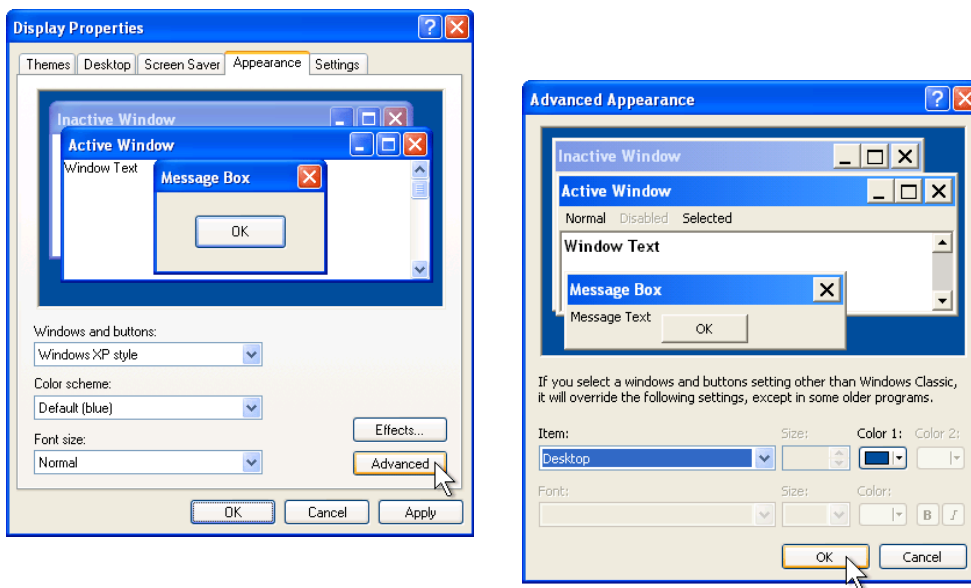 Display Properties
Themes Desktop Screen Saver Appearance Settings
Inactive Window
Active Window
Window Text
Message Box
OK
Windows and buttons:
Windows XP style
Color scheme:
Default (blue)
Font size:
Normal
Effects...
Advanced
OK Cancel Apply
Advanced Appearance
Inactive Window
Active Window
Normal Disabled Selected
Window Text
Message Box
Message Text
OK
If you select a windows and buttons setting other than Windows Classic,
it will override the following settings, except in some older programs.
Item: Size: Color 1: Color 2:
Desktop
Font: Size: Color:
B I
OK Cancel